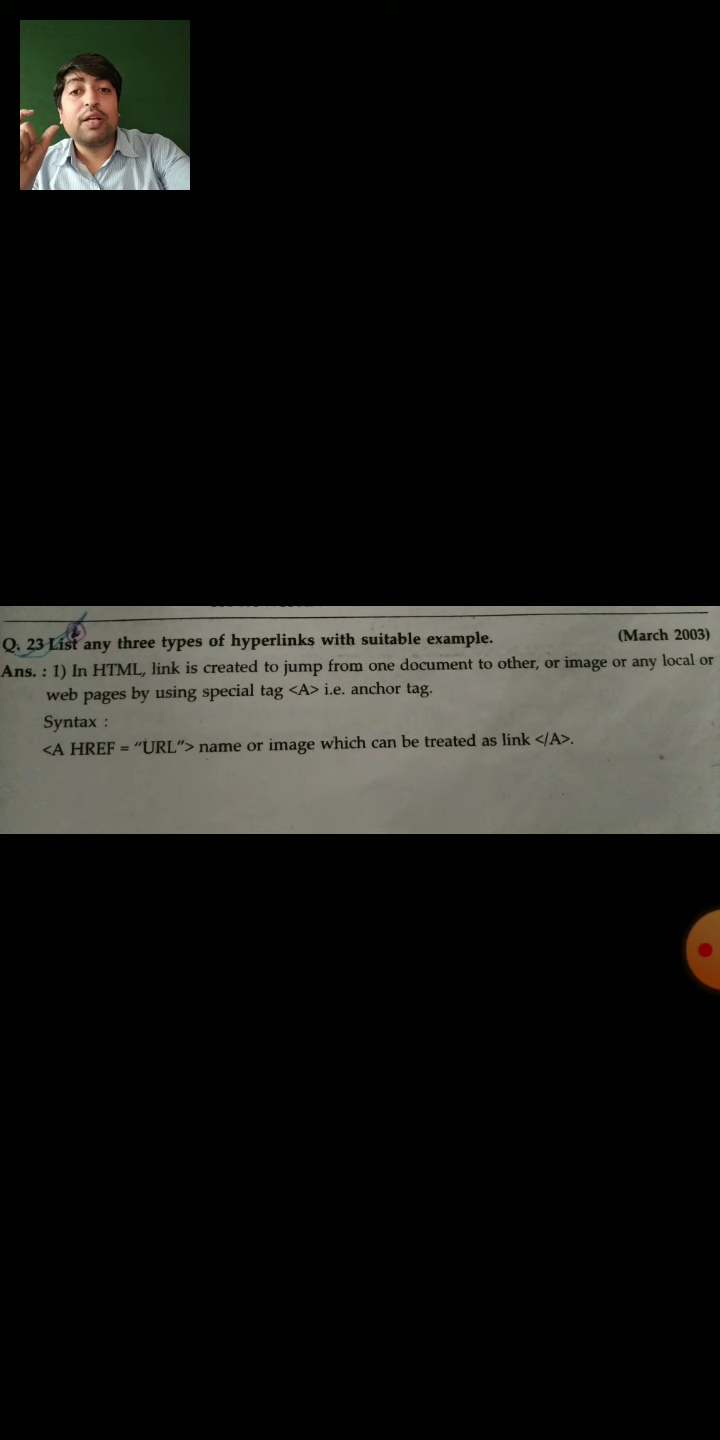 Q. 23 List any three types of hyperlinks with suitable example. (March 2003)
Ans. : 1) In HTML, link is created to jump from one document to other, or image or any local or
web pages by using special tag <A> i.e. anchor tag.
Syntax :
<A HREF = "URL"> name or image which can be treated as link </A>.